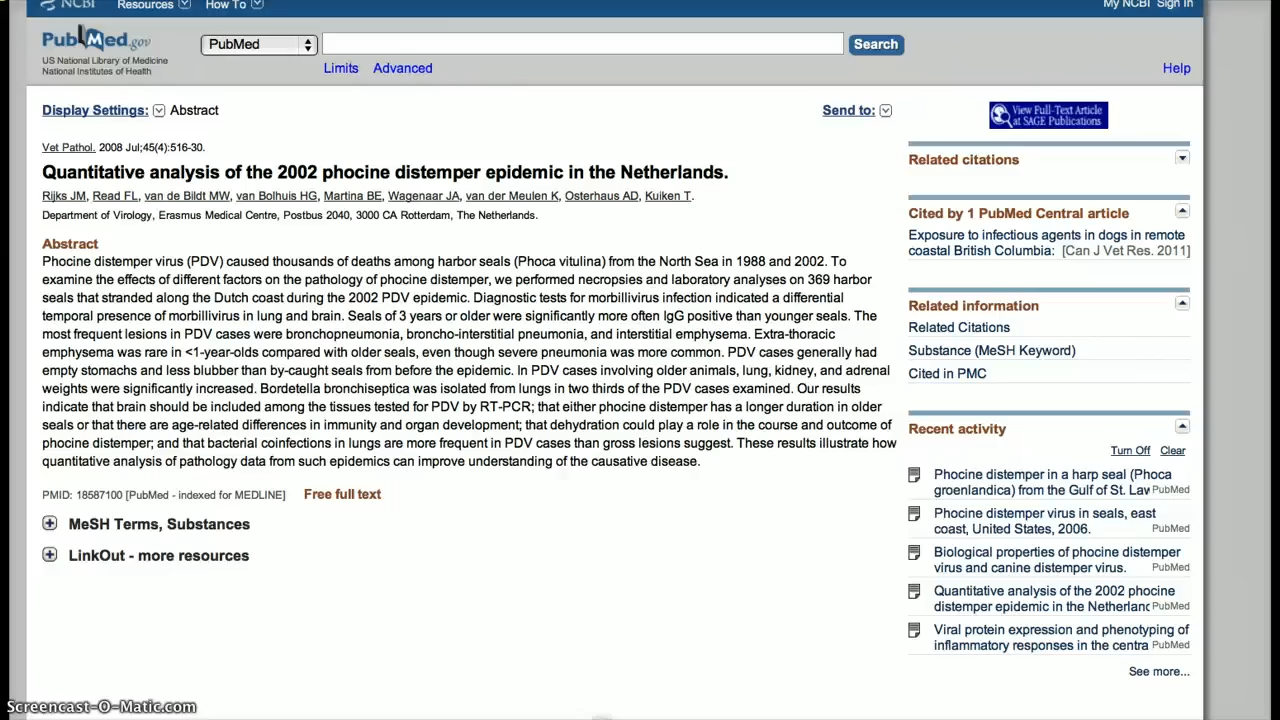 NCBI Resources How To My NCBI Sign In
PubMed.gov
US National Library of Medicine
National Institutes of Health
PubMed
Search
Limits Advanced
Help
Display Settings: Abstract
Send to:
Vet Pathol. 2008 Jul;45(4):516-30.
Quantitative analysis of the 2002 phocine distemper epidemic in the Netherlands.
Rijks JM, Read FL, van de Bildt MW, van Bolhuis HG, Martina BE, Wagenaar JA, van der Meulen K, Osterhaus AD, Kuiken T.
Department of Virology, Erasmus Medical Centre, Postbus 2040, 3000 CA Rotterdam, The Netherlands.
Abstract
Phocine distemper virus (PDV) caused thousands of deaths among harbor seals (Phoca vitulina) from the North Sea in 1988 and 2002. To
examine the effects of different factors on the pathology of phocine distemper, we performed necropsies and laboratory analyses on 369 harbor
seals that stranded along the Dutch coast during the 2002 PDV epidemic. Diagnostic tests for morbillivirus infection indicated a differential
temporal presence of morbillivirus in lung and brain. Seals of 3 years or older were significantly more often IgG positive than younger seals. The
most frequent lesions in PDV cases were bronchopneumonia, broncho-interstitial pneumonia, and interstitial emphysema. Extra-thoracic
emphysema was rare in <1-year-olds compared with older seals, even though severe pneumonia was more common. PDV cases generally had
empty stomachs and less blubber than by-caught seals from before the epidemic. In PDV cases involving older animals, lung, kidney, and adrenal
weights were significantly increased. Bordetella bronchiseptica was isolated from lungs in two thirds of the PDV cases examined. Our results
indicate that brain should be included among the tissues tested for PDV by RT-PCR; that either phocine distemper has a longer duration in older
seals or that there are age-related differences in immunity and organ development; that dehydration could play a role in the course and outcome of
phocine distemper; and that bacterial coinfections in lungs are more frequent in PDV cases than gross lesions suggest. These results illustrate how
quantitative analysis of pathology data from such epidemics can improve understanding of the causative disease.
PMID: 18587100 [PubMed - indexed for MEDLINE] Free full text
MeSH Terms, Substances
LinkOut - more resources
View Full-Text Article
at SAGE Publications
Related citations
Cited by 1 PubMed Central article
Exposure to infectious agents in dogs in remote
coastal British Columbia: [Can J Vet Res. 2011]
Related information
Related Citations
Substance (MeSH Keyword)
Cited in PMC
Recent activity
Turn Off Clear
Phocine distemper in a harp seal (Phoca
groenlandica) from the Gulf of St. Law PubMed
Phocine distemper virus in seals, east
coast, United States, 2006. PubMed
Biological properties of phocine distemper
virus and canine distemper virus. PubMed
Quantitative analysis of the 2002 phocine
distemper epidemic in the Netherlanc PubMed
Viral protein expression and phenotyping of
inflammatory responses in the centra PubMed
See more...
Screencast-O-Matic.com